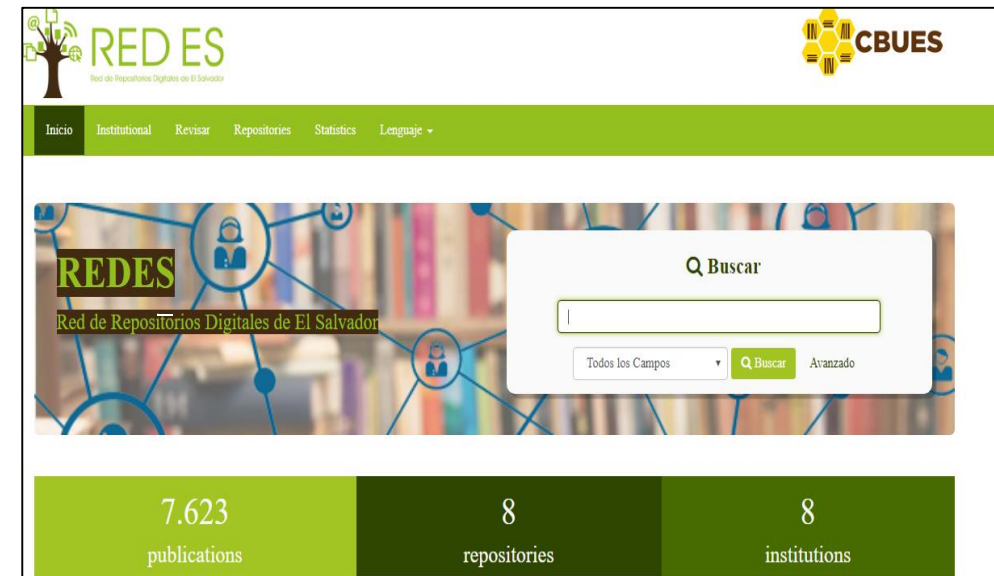 RED ES
Red de Repositorios Digitales de El Salvador
CBUES
Inicio Institutional Revisar Repositories Statistics Lenguaje
REDES
Red de Repositorios Digitales de El Salvador
Buscar
Todos los Campos Buscar Avanzado
7.623 8 8
publications repositories institutions